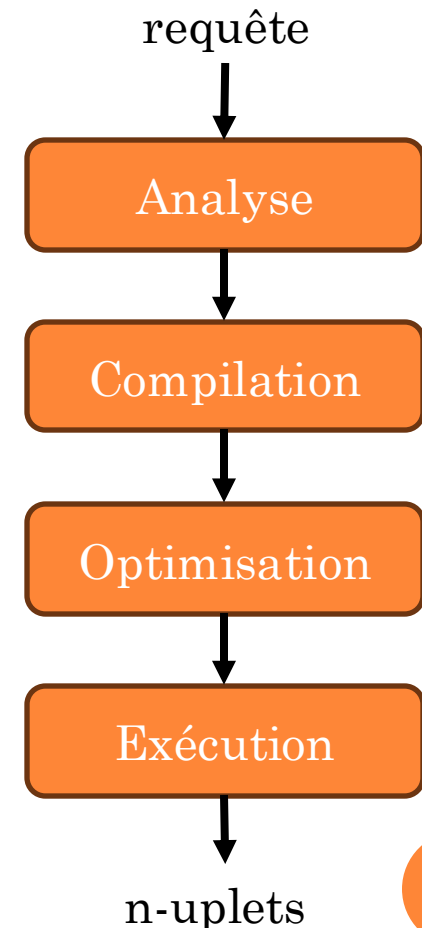 requête
Analyse
Compilation
Optimisation
Exécution
n-uplets